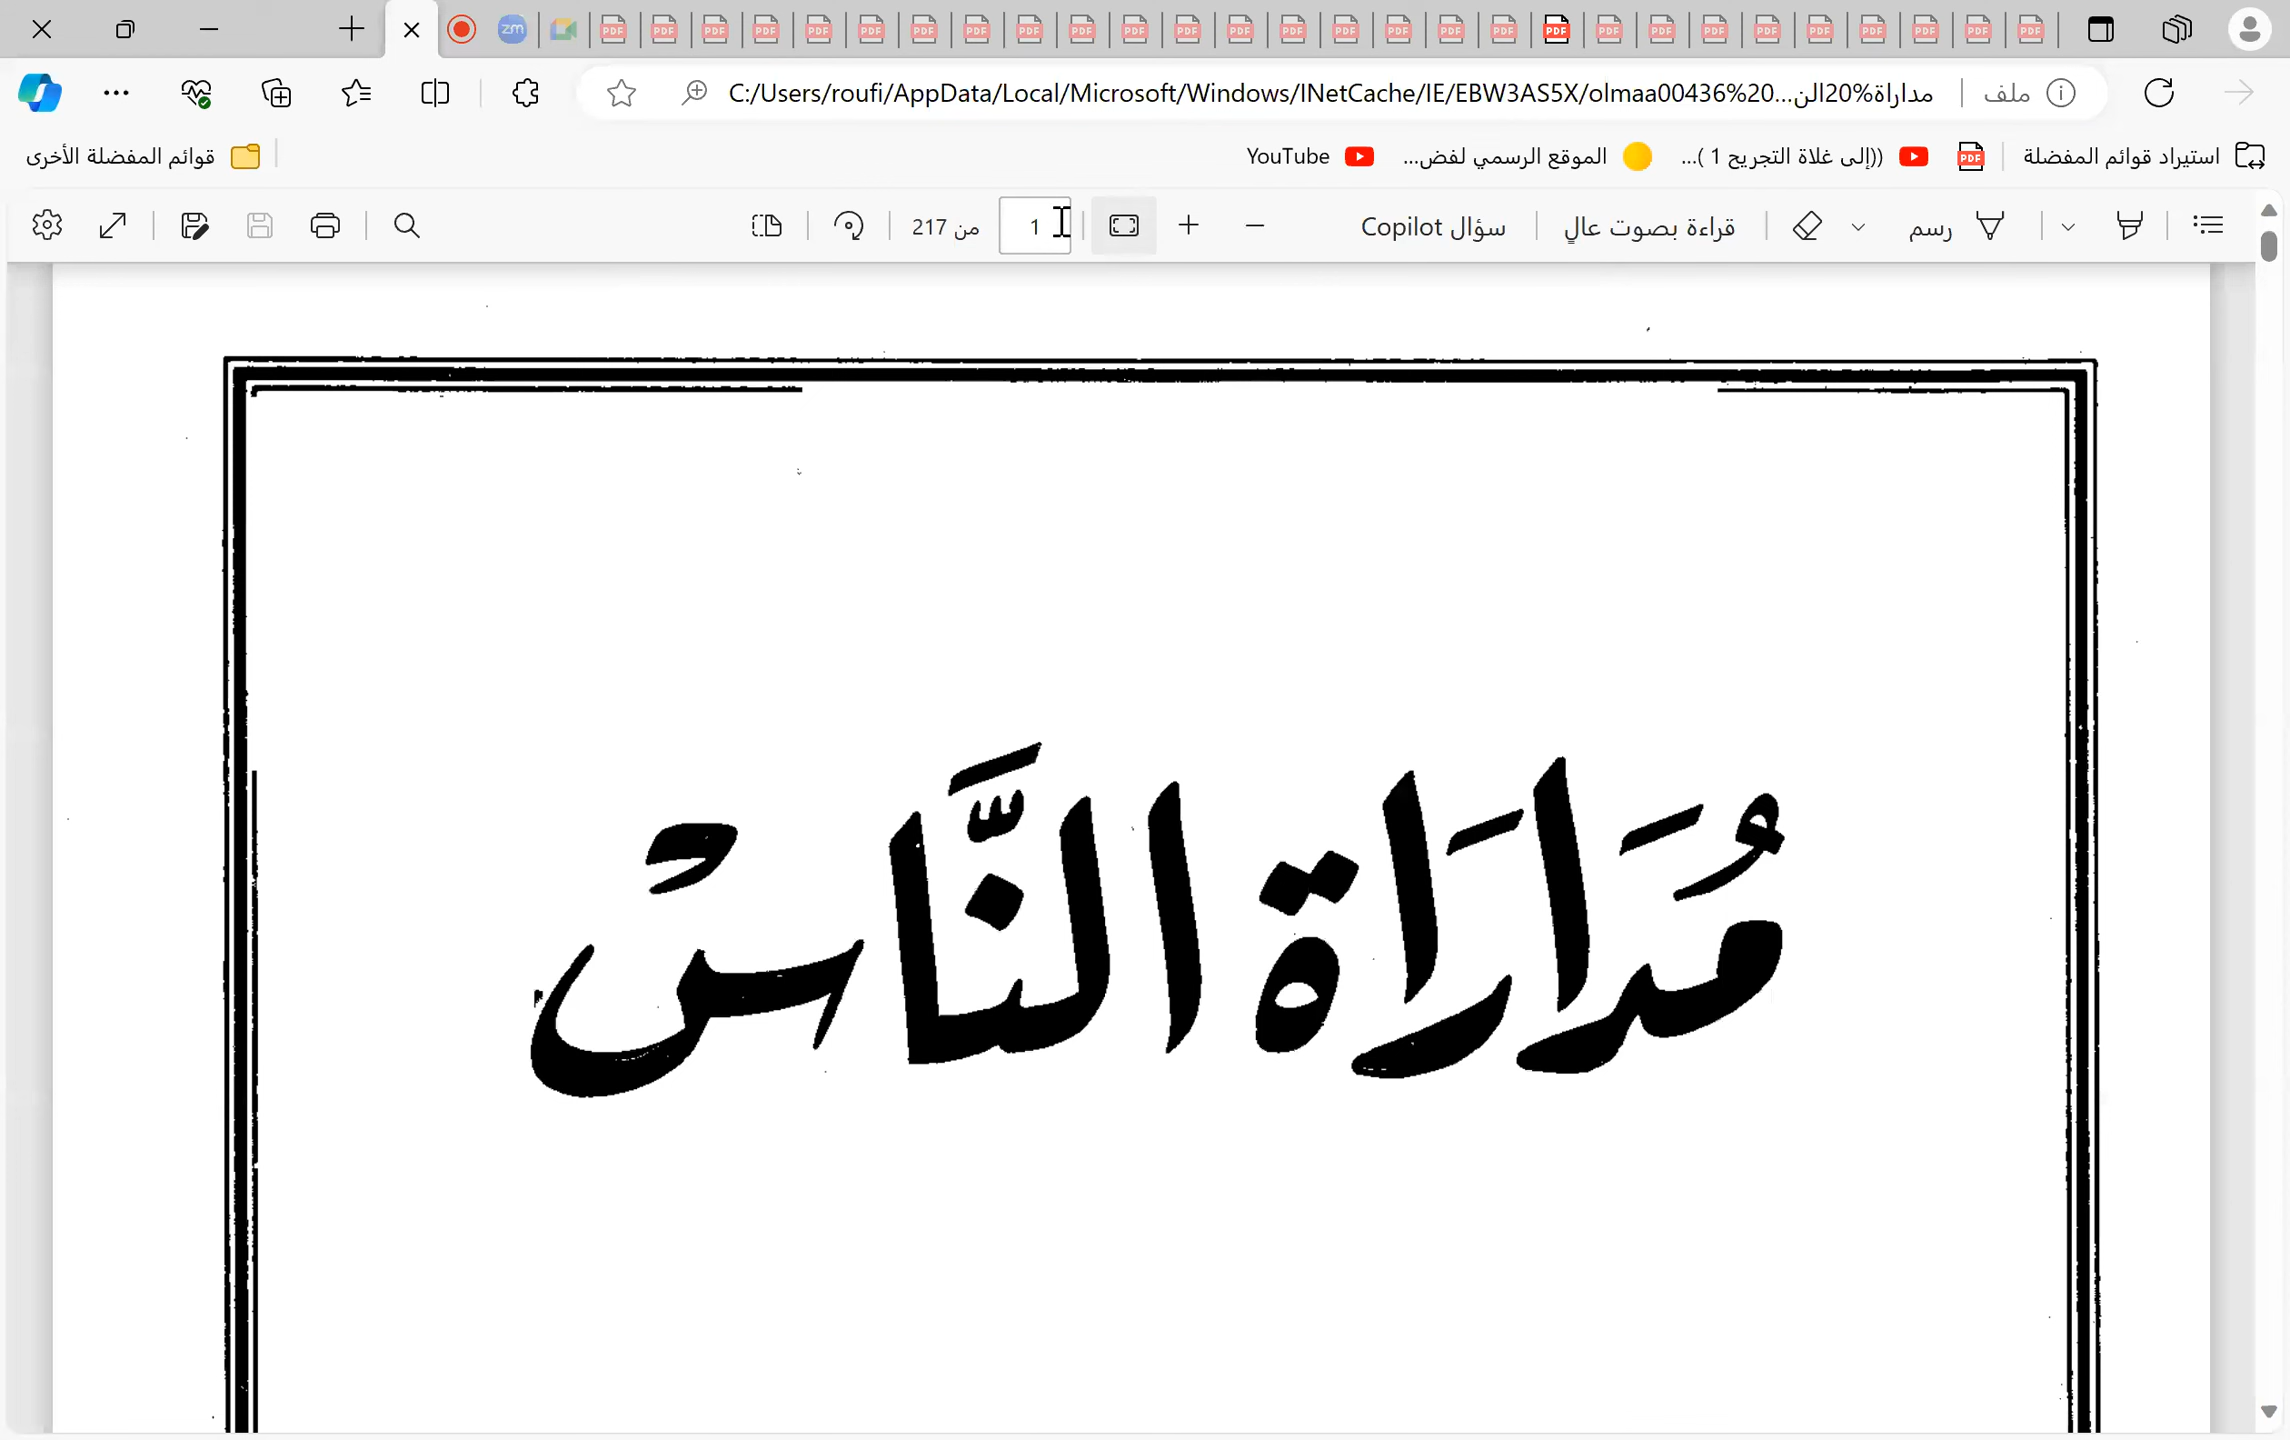 C:/Users/roufi/AppData/Local/Microsoft/Windows/INetCache/IE/EBW3AS5X/olmaa00436%20...مداراة%20الن
ملف
استيراد قوائم المفضلة
((إلى غلاة التجريح 1 )...
الموقع الرسمي لفض...
YouTube
قوائم المفضلة الأخرى
رسم
قراءة بصوت عالٍ
سؤال Copilot
1
من 217
مُدَارَاة النَّاسْ